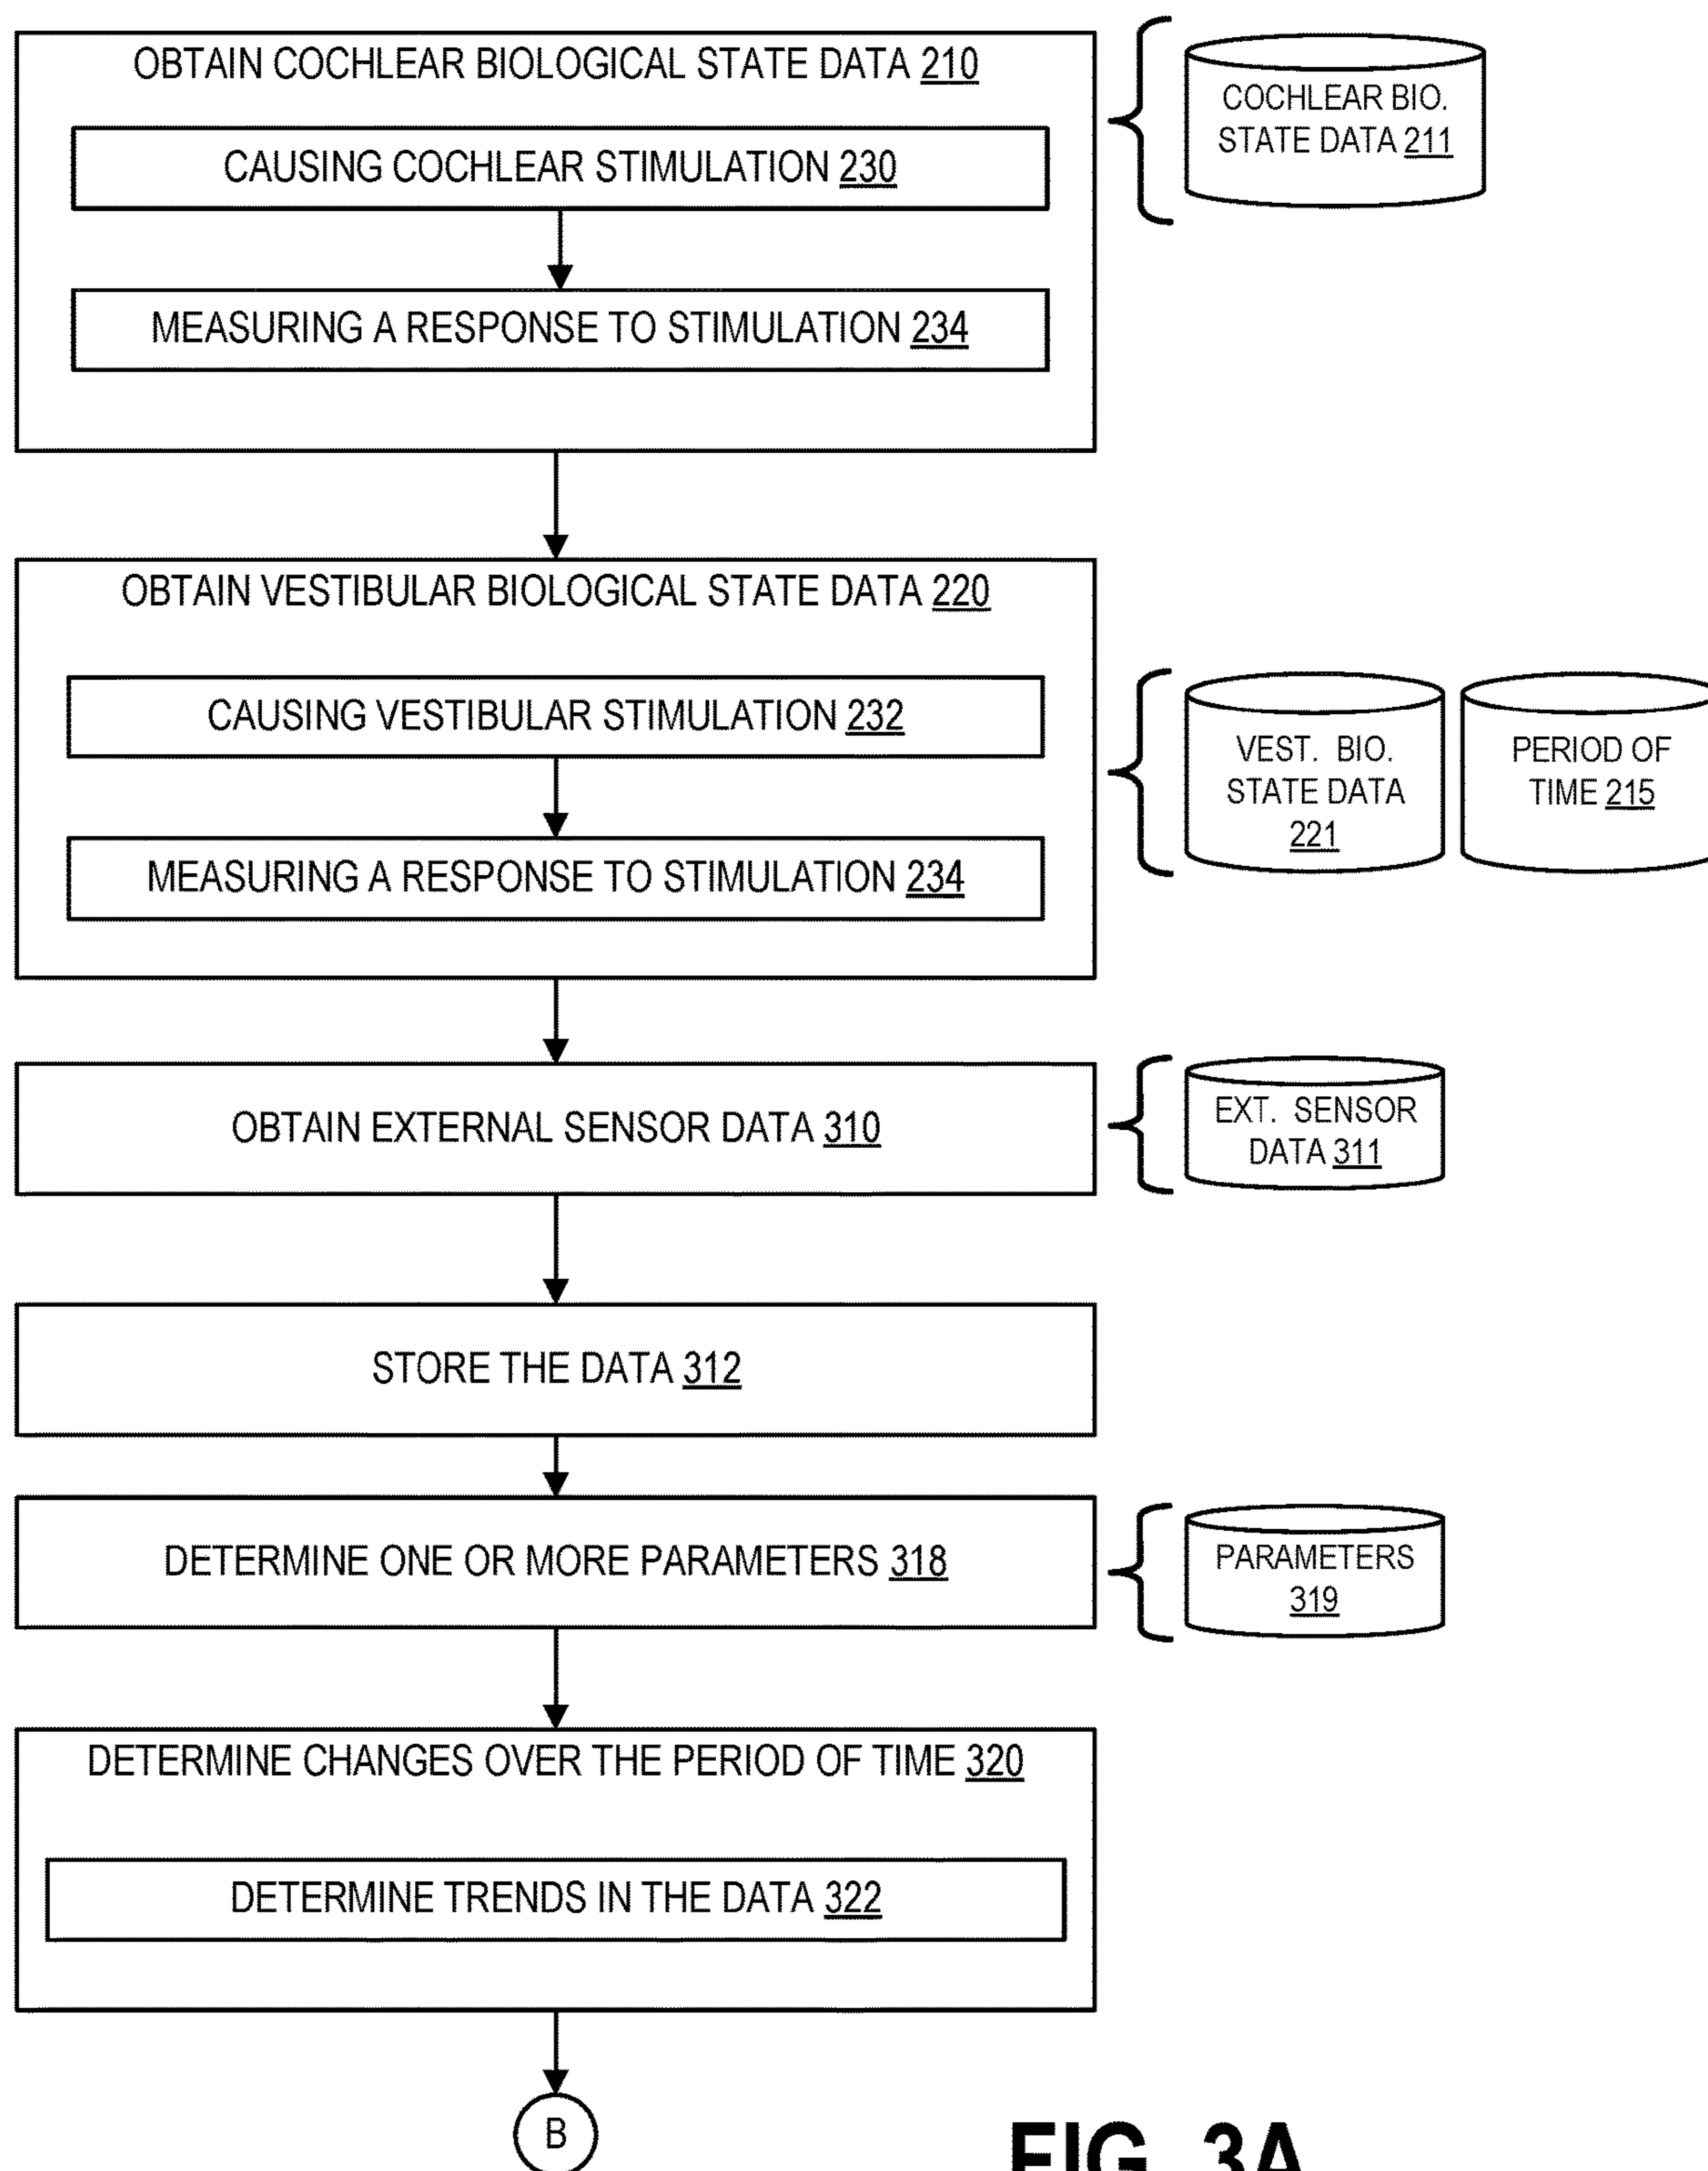 OBTAIN COCHLEAR BIOLOGICAL STATE DATA 210
CAUSING COCHLEAR STIMULATION 230
MEASURING A RESPONSE TO STIMULATION 234
COCHLEAR BIO.
STATE DATA 211
OBTAIN VESTIBULAR BIOLOGICAL STATE DATA 220
CAUSING VESTIBULAR STIMULATION 232
MEASURING A RESPONSE TO STIMULATION 234
VEST. BIO.
STATE DATA
221
PERIOD OF
TIME 215
OBTAIN EXTERNAL SENSOR DATA 310
EXT. SENSOR
DATA 311
STORE THE DATA 312
DETERMINE ONE OR MORE PARAMETERS 318
PARAMETERS
319
DETERMINE CHANGES OVER THE PERIOD OF TIME 320
DETERMINE TRENDS IN THE DATA 322
B
FIG. 3A